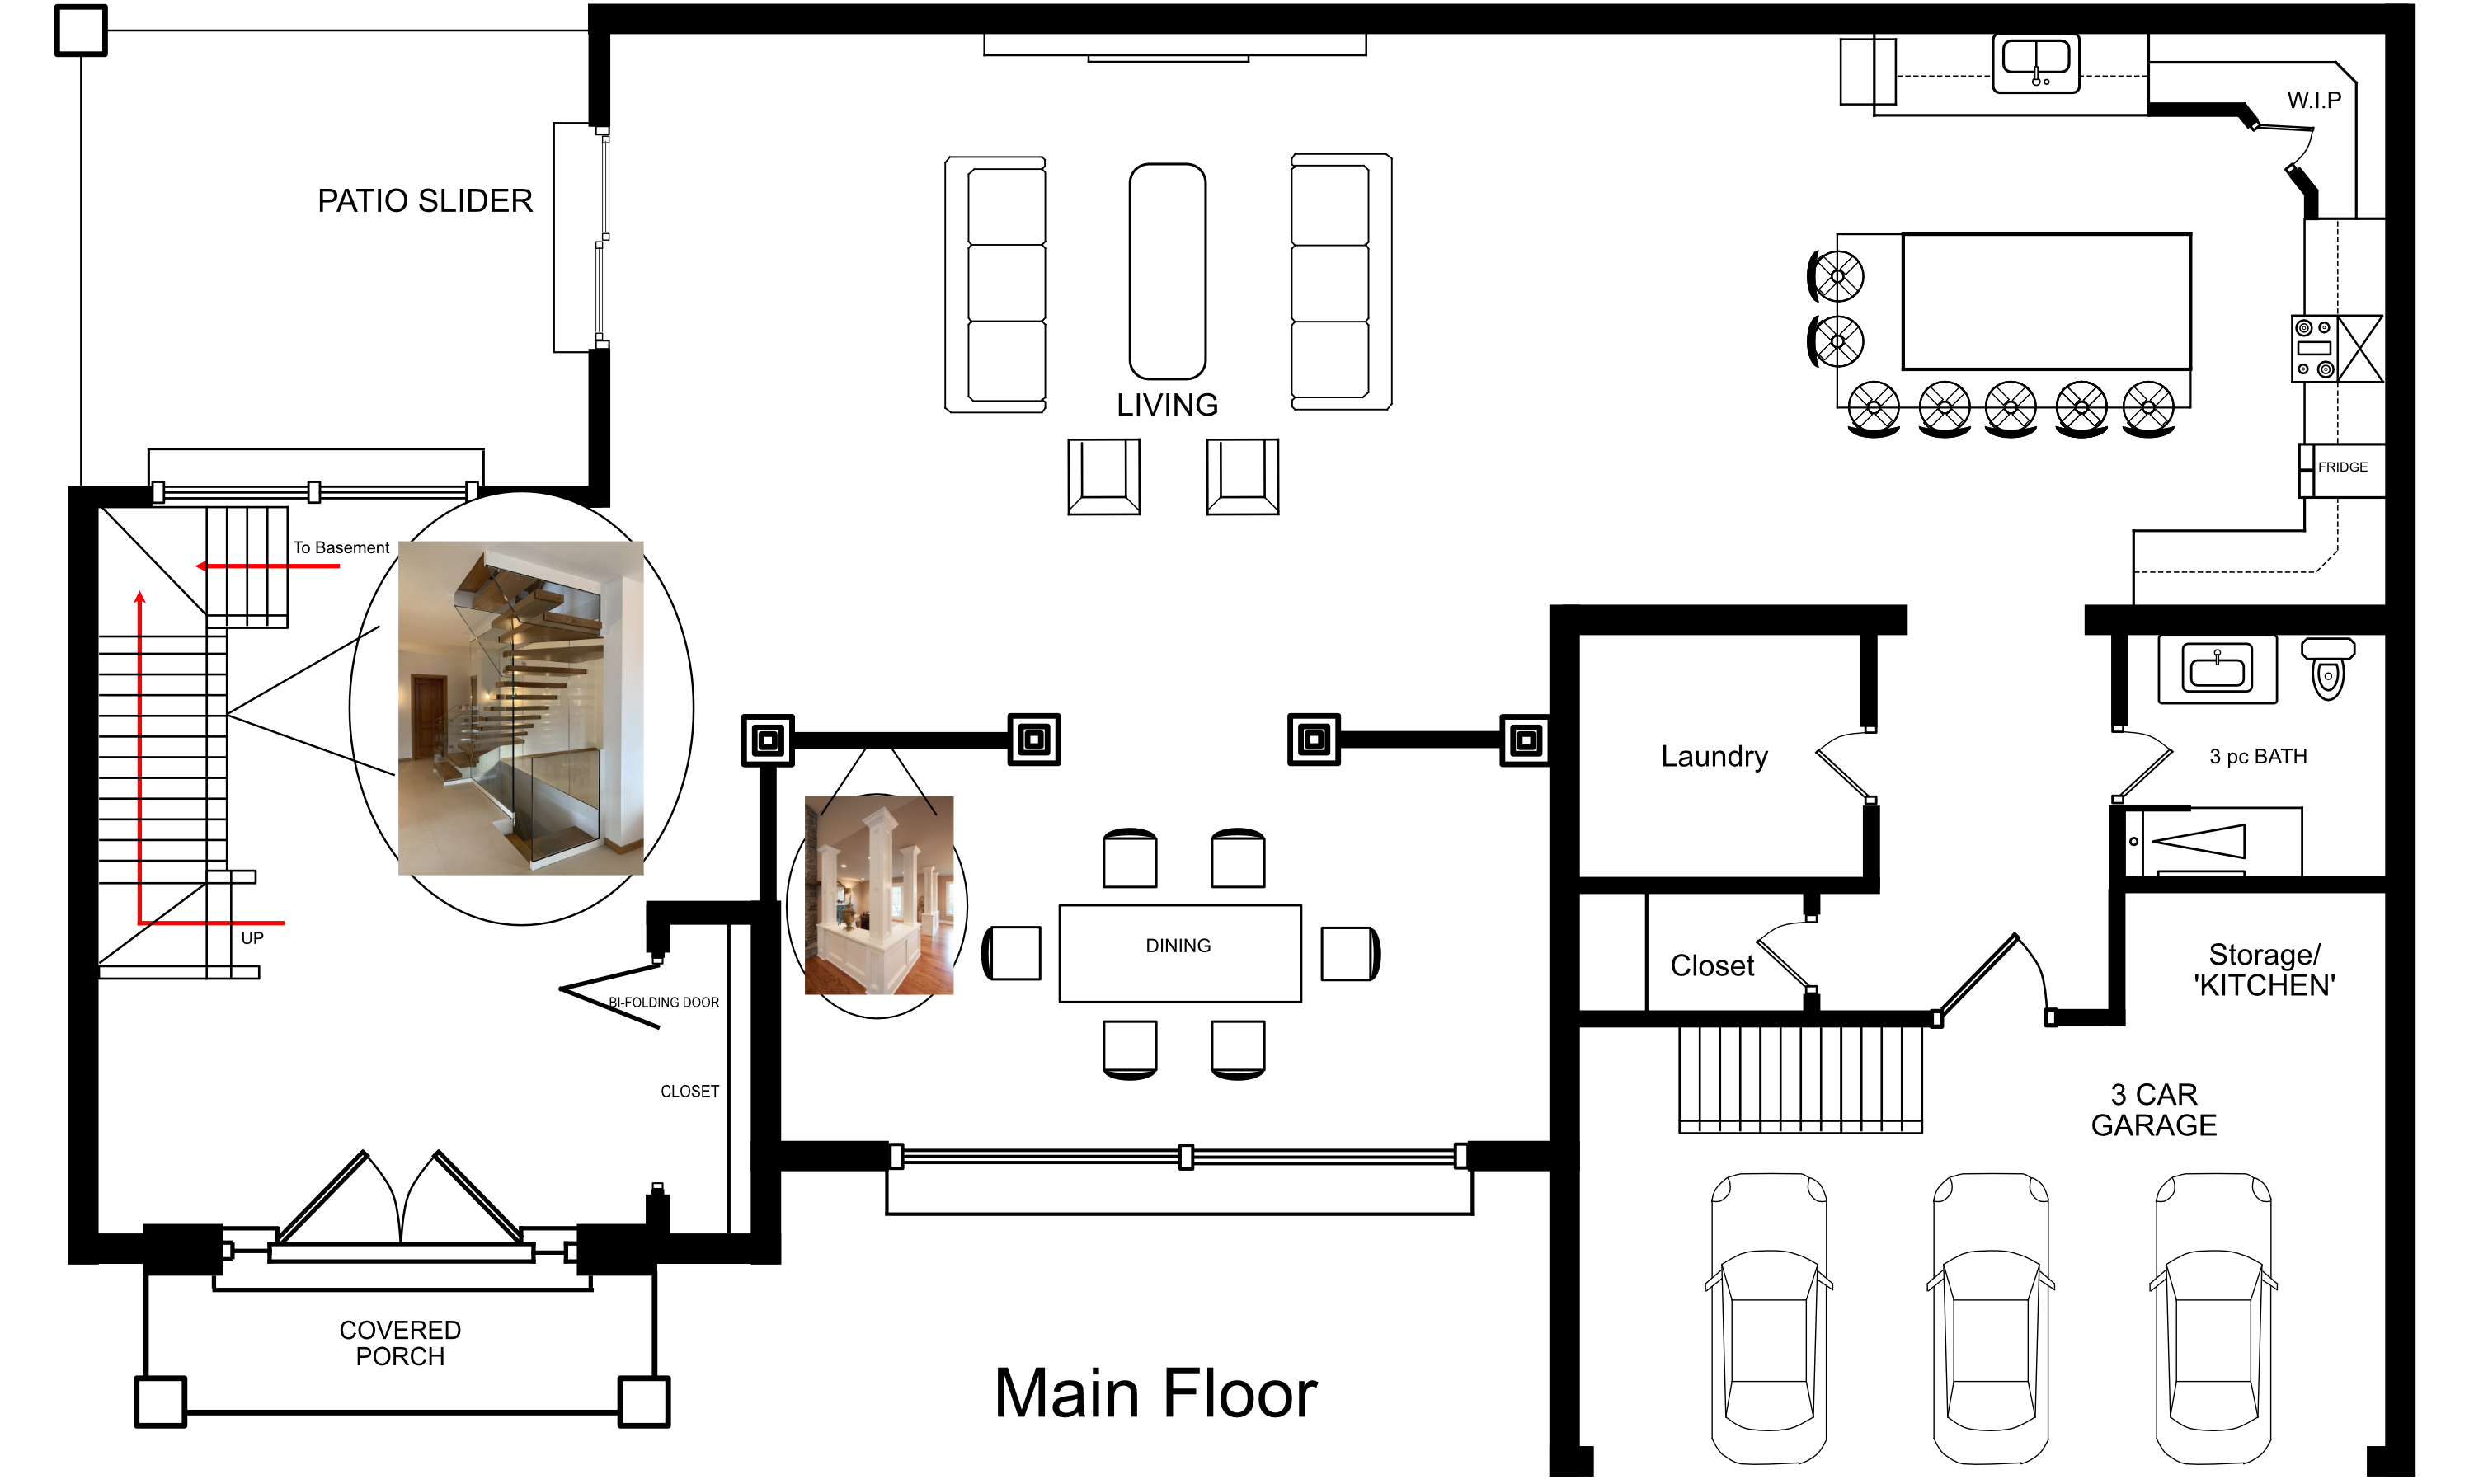 W.I.P
PATIO SLIDER
LIVING
FRIDGE
To Basement
Laundry
3 pc BATH
UP
DINING
Closet
Storage/
'KITCHEN'
BI-FOLDING DOOR
CLOSET
3 CAR
GARAGE
COVERED
PORCH
Main Floor